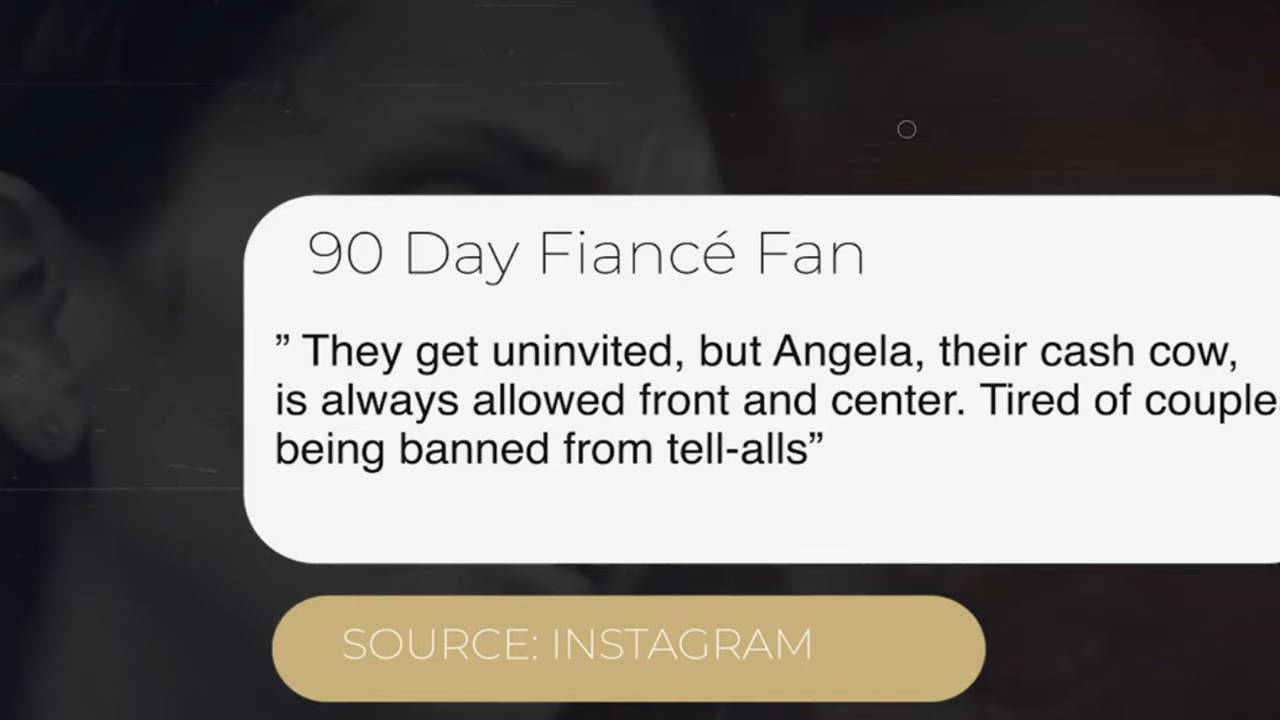 90 Day Fiancé Fan
” They get uninvited, but Angela, their cash cow,
is always allowed front and center. Tired of couple
being banned from tell-alls”
SOURCE: INSTAGRAM